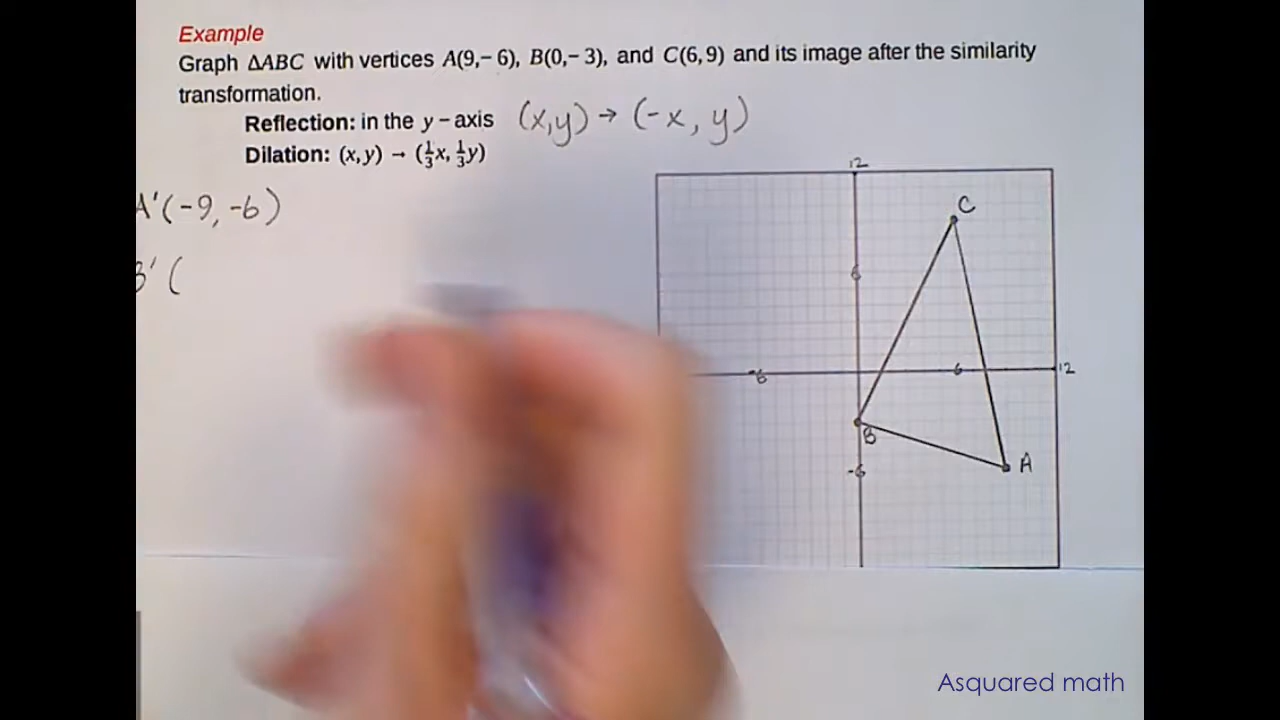 Example
Graph ΔABC with vertices A(9,– 6), B(0,– 3), and C(6, 9) and its image after the similarity
transformation.
Reflection: in the y – axis (x,y) → (-x, y)
Dilation: (x, y) → (1/3x, 1/3y)
A'(-9, -6)
B' (
12
C
6
-6
6
12
B
-6
A
Asquared math